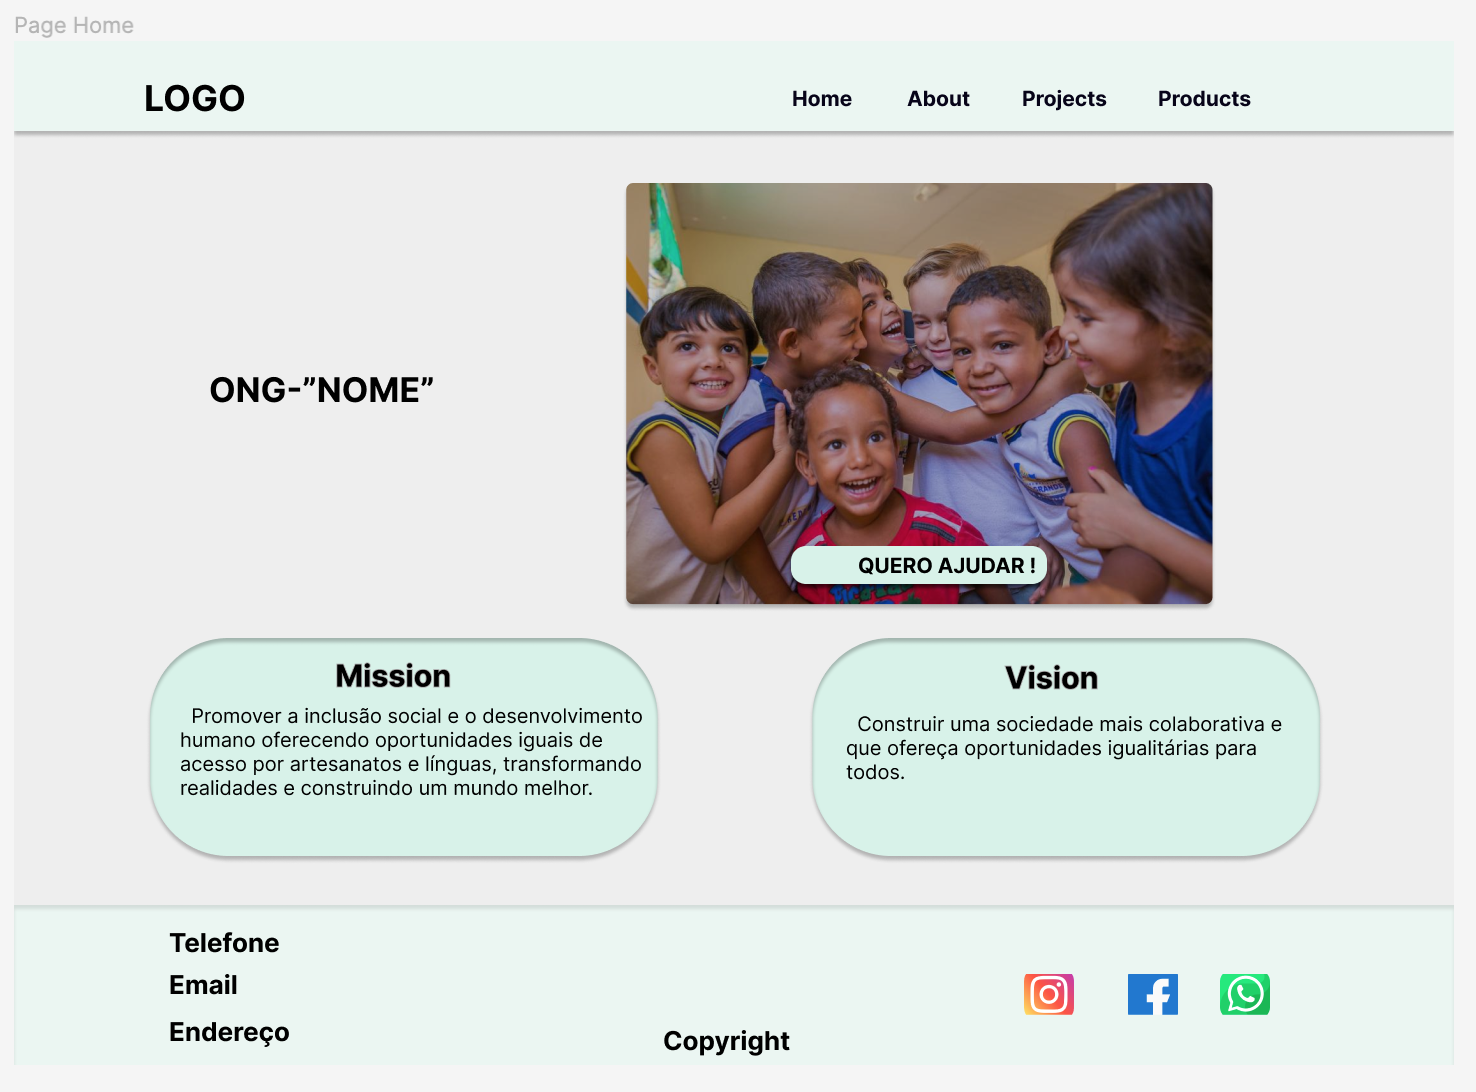 Page Home
LOGO
Home About Projects Products
ONG-”NOME”
QUERO AJUDAR !
Mission
Promover a inclusão social e o desenvolvimento
humano oferecendo oportunidades iguais de
acesso por artesanatos e línguas, transformando
realidades e construindo um mundo melhor.
Vision
Construir uma sociedade mais colaborativa e
que ofereça oportunidades igualitárias para
todos.
Telefone
Email
Endereço
Copyright